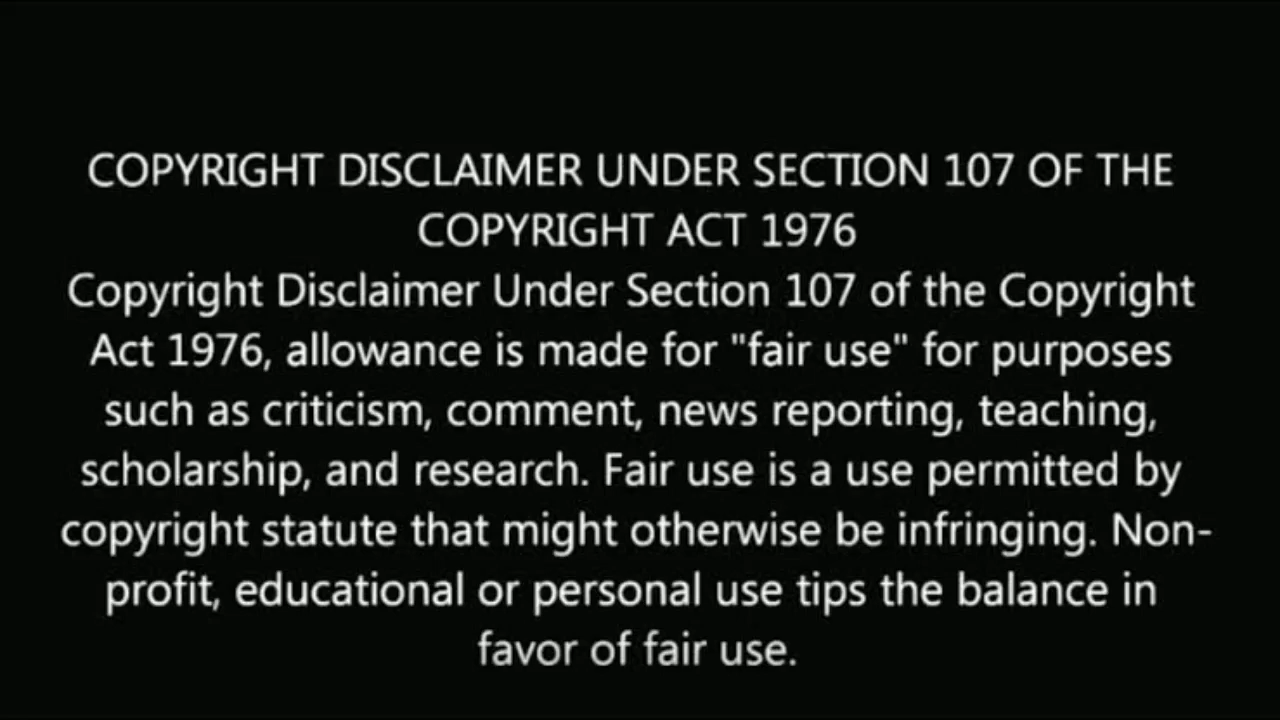 COPYRIGHT DISCLAIMER UNDER SECTION 107 OF THE
COPYRIGHT ACT 1976
Copyright Disclaimer Under Section 107 of the Copyright
Act 1976, allowance is made for "fair use" for purposes
such as criticism, comment, news reporting, teaching,
scholarship, and research. Fair use is a use permitted by
copyright statute that might otherwise be infringing. Non-
profit, educational or personal use tips the balance in
favor of fair use.